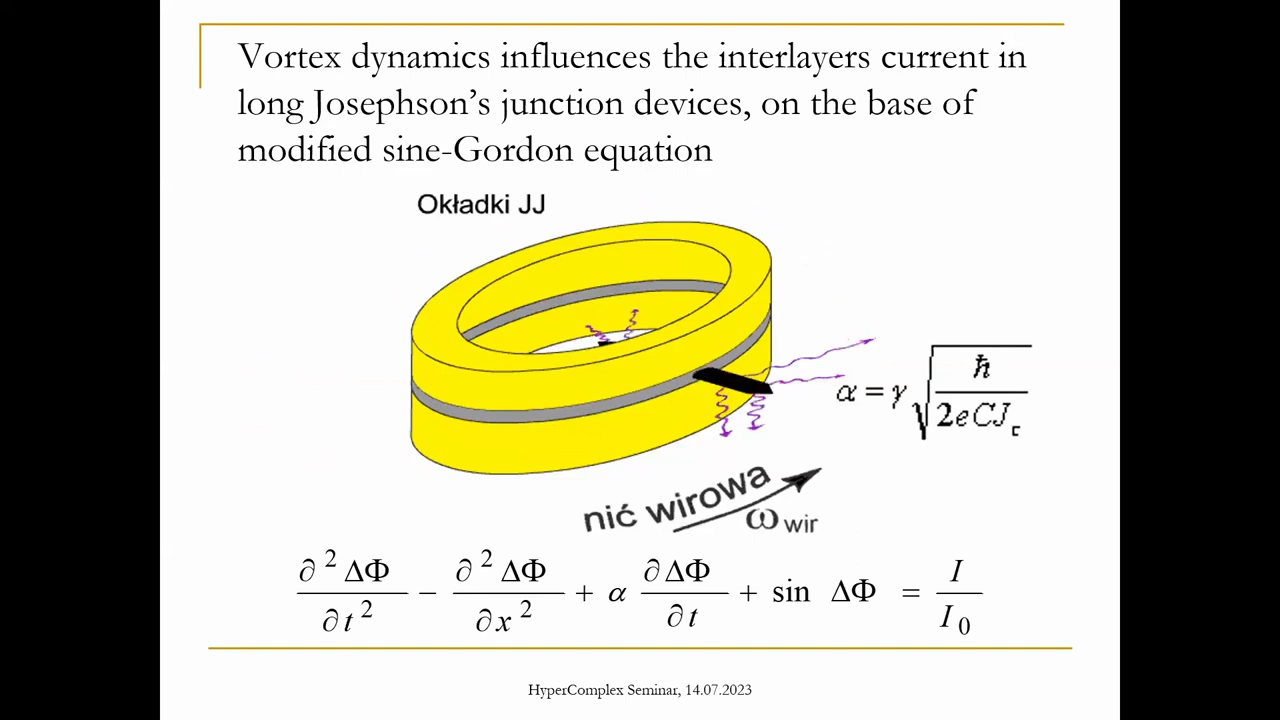 Vortex dynamics influences the interlayers current in
long Josephson’s junction devices, on the base of
modified sine-Gordon equation
Okładki JJ
α = γ √(ħ / 2eCJ_c)
nić wirowa
ω wir
∂²ΔΦ/∂t² − ∂²ΔΦ/∂x² + α ∂ΔΦ/∂t + sin ΔΦ = I/I₀
HyperComplex Seminar, 14.07.2023